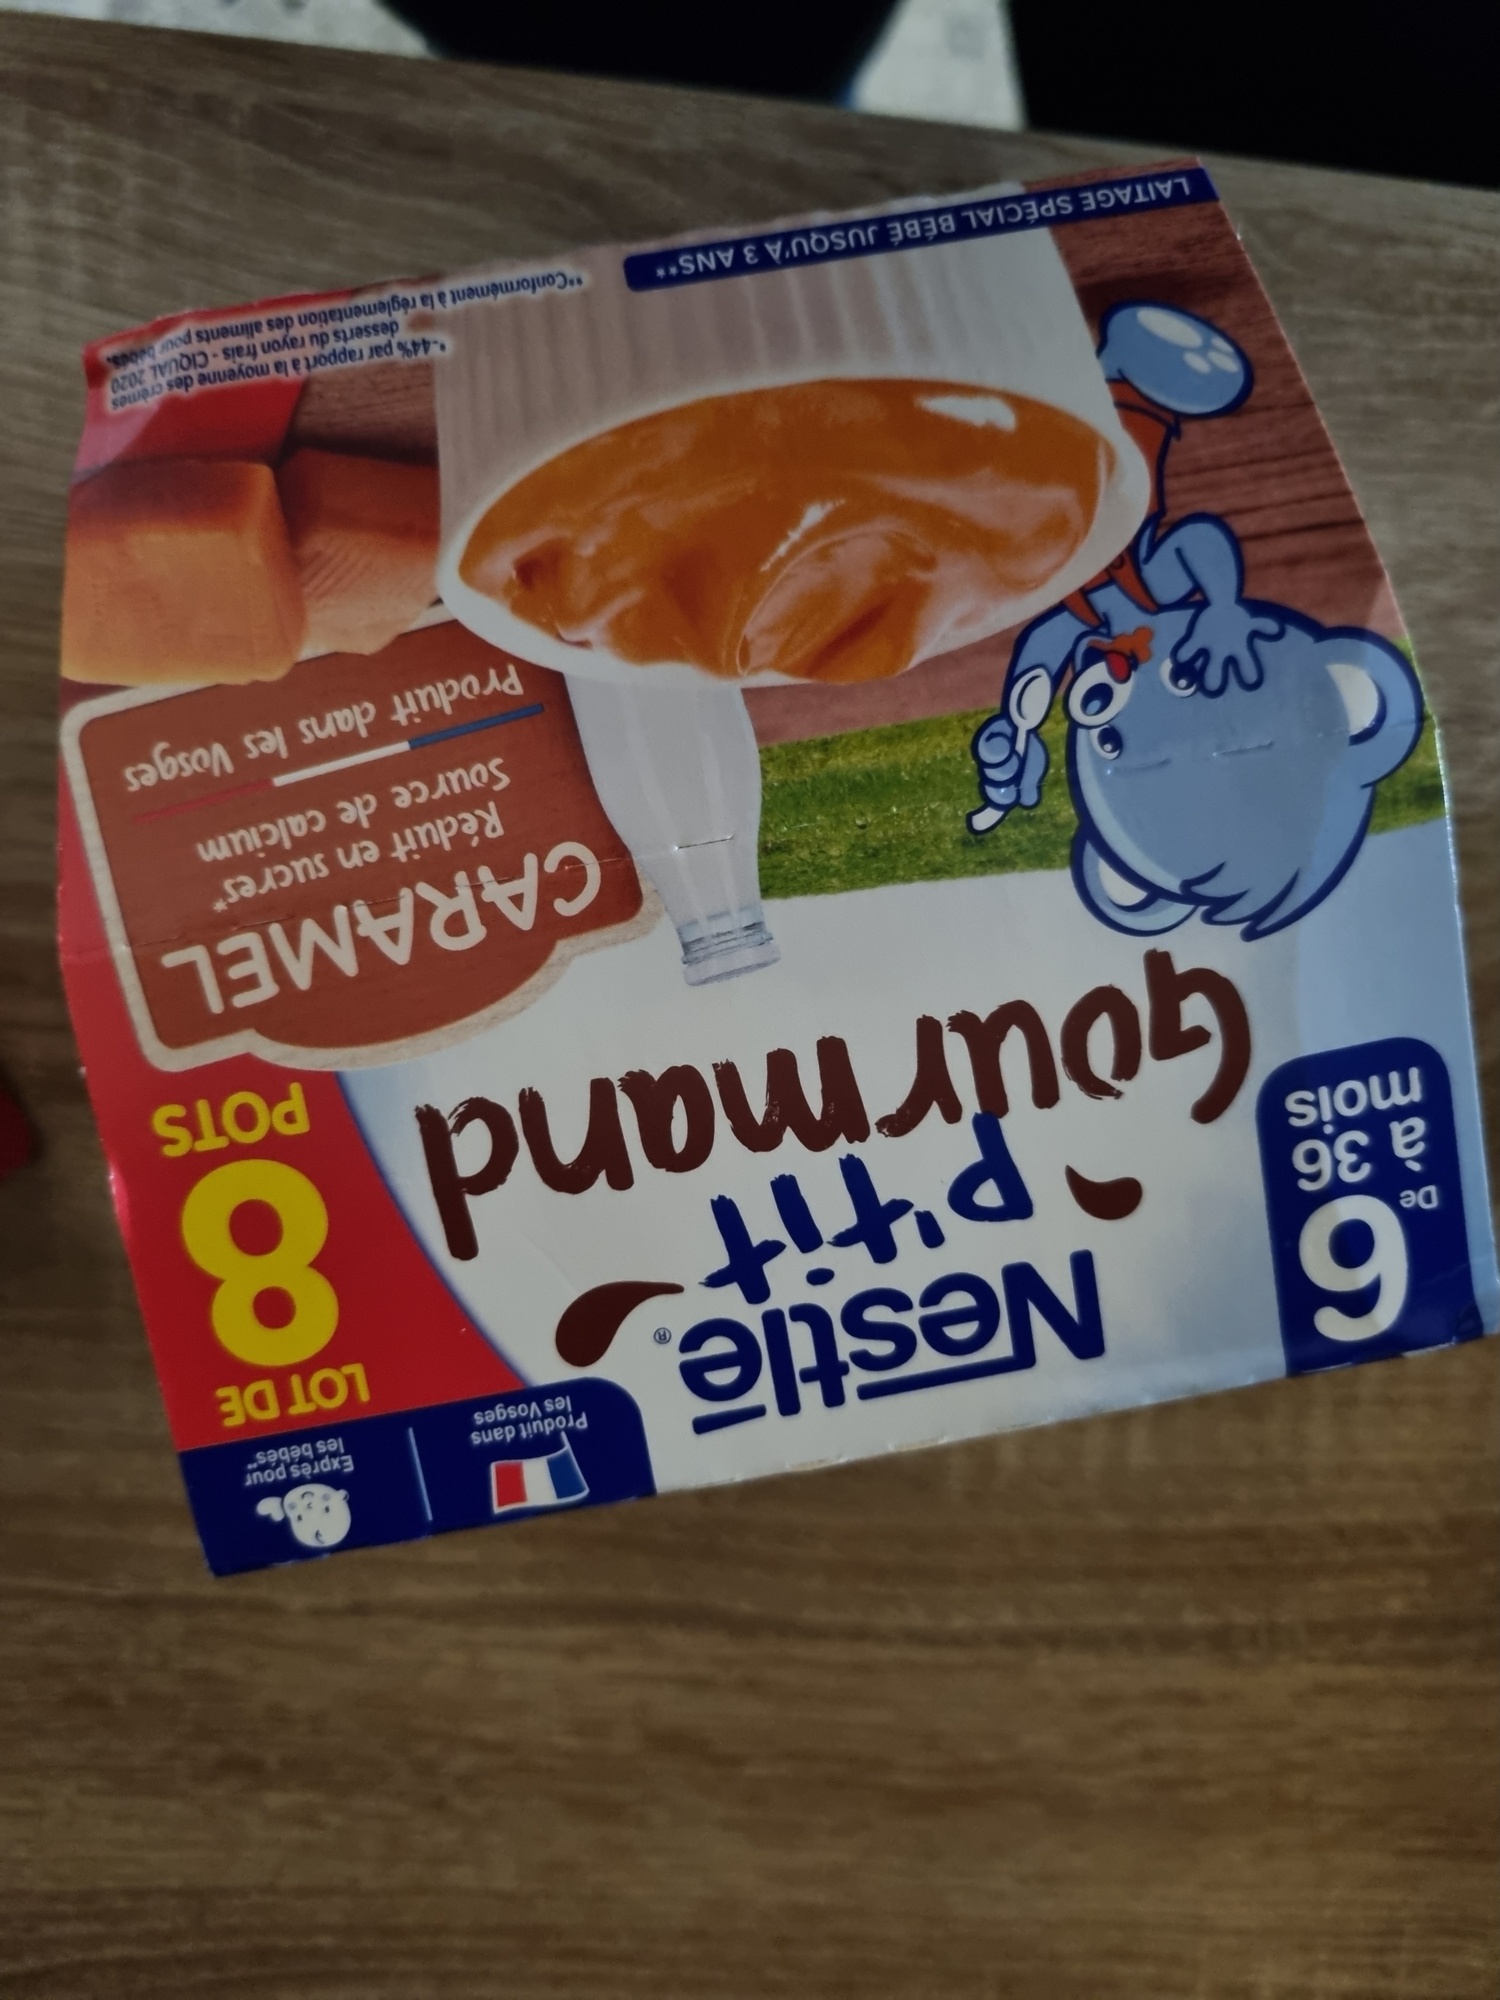 Produit dans
les Vosges
Exprès pour
les bébés**
Nestlé®
P'tit
Gourmand
De
6
à 36
mois
LOT DE
8
POTS
CARAMEL
Réduit en sucres*
Source de calcium
Produit dans les Vosges
*-44% par rapport à la moyenne des crèmes
desserts du rayon frais - CIQUAL 2020
**Conformément à la réglementation des aliments pour bébés.
LAITAGE SPÉCIAL BÉBÉ JUSQU'À 3 ANS**